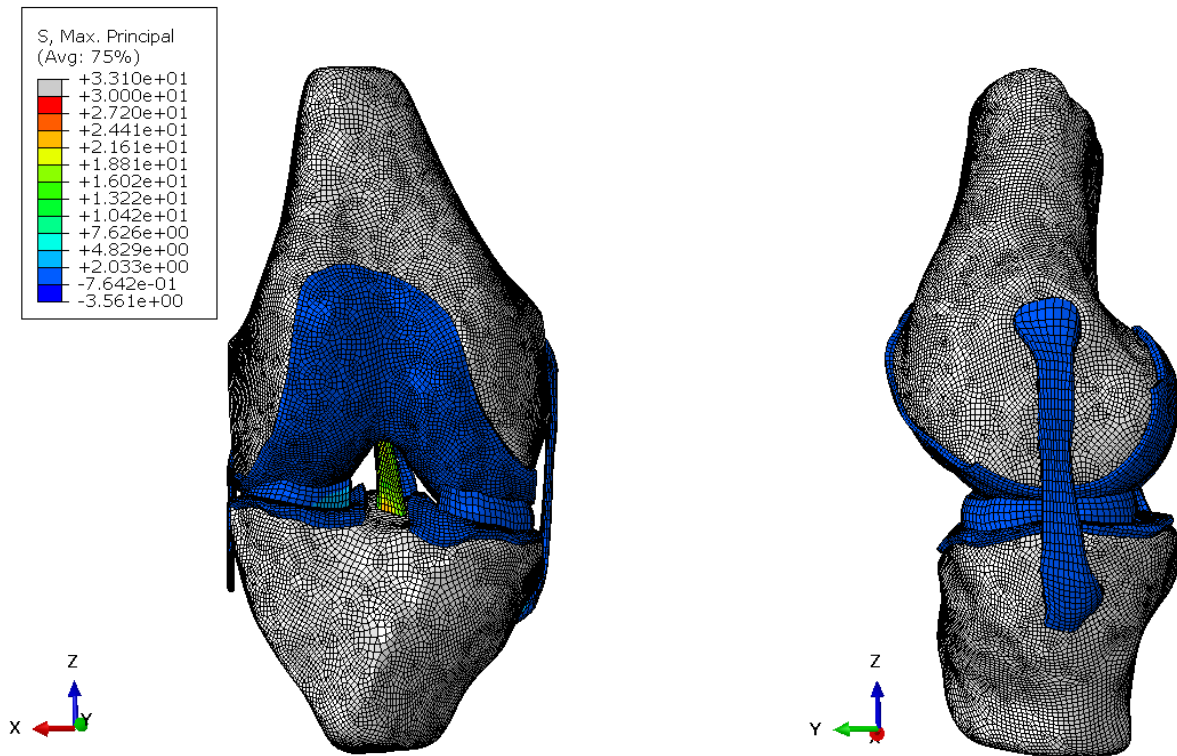 S, Max. Principal
(Avg: 75%)
+3.310e+01
+3.000e+01
+2.720e+01
+2.441e+01
+2.161e+01
+1.881e+01
+1.602e+01
+1.322e+01
+1.042e+01
+7.626e+00
+4.829e+00
+2.033e+00
-7.642e-01
-3.561e+00
Z
X
Y
Z
Y
X